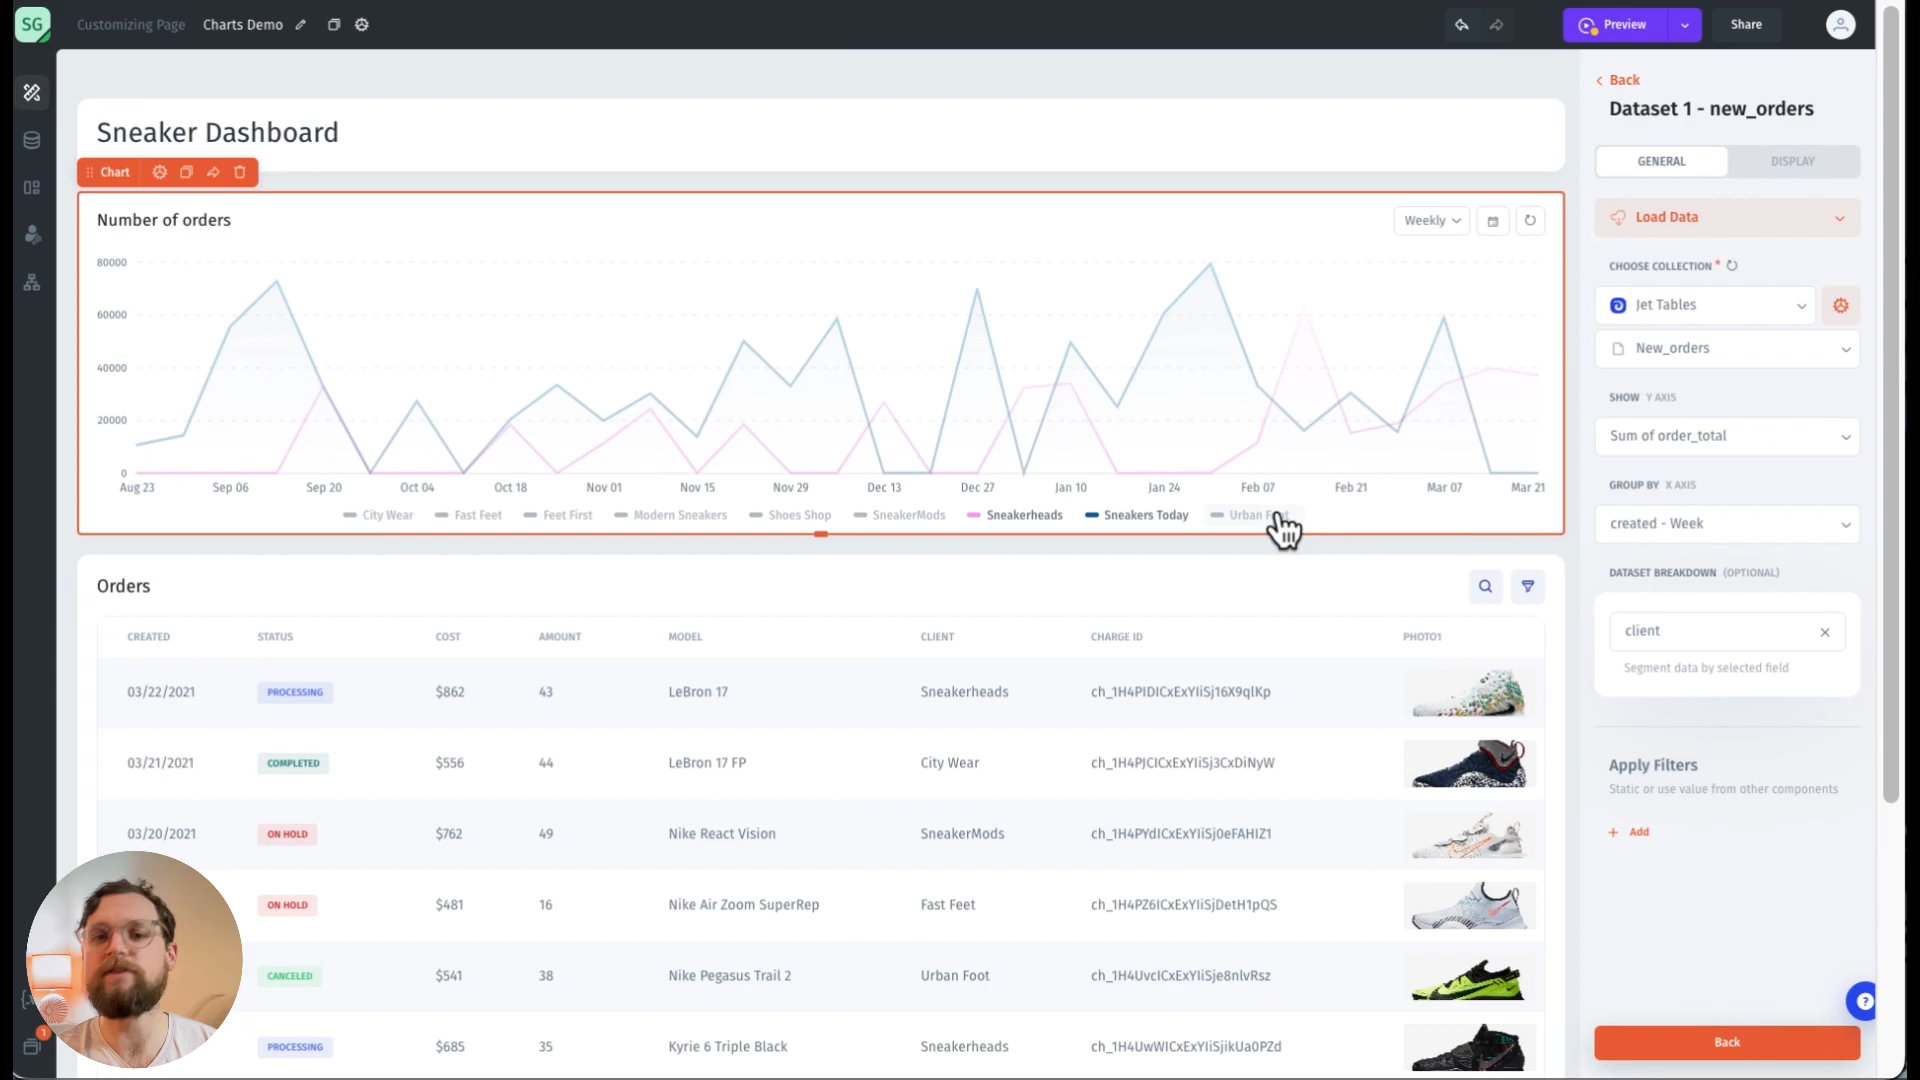 SG
Customizing Page
Charts Demo
Preview
Share
Sneaker Dashboard
Chart
Number of orders
Weekly
80000
60000
40000
20000
0
Aug 23 Sep 06 Sep 20 Oct 04 Oct 18 Nov 01 Nov 15 Nov 29 Dec 13 Dec 27 Jan 10 Jan 24 Feb 07 Feb 21 Mar 07 Mar 21
City Wear Fast Feet Feet First Modern Sneakers Shoes Shop SneakerMods Sneakerheads Sneakers Today Urban
Orders
CREATED STATUS COST AMOUNT MODEL CLIENT CHARGE ID PHOTO1
03/22/2021 PROCESSING $862 43 LeBron 17 Sneakerheads ch_1H4PIDICxExYIiSj16X9qlKp
03/21/2021 COMPLETED $556 44 LeBron 17 FP City Wear ch_1H4PJCICxExYIiSj3CxDiNyW
03/20/2021 ON HOLD $762 49 Nike React Vision SneakerMods ch_1H4PYdICxExYIiSj0eFAHIZ1
ON HOLD $481 16 Nike Air Zoom SuperRep Fast Feet ch_1H4PZ6ICxExYIiSjDetH1pQS
CANCELED $541 38 Nike Pegasus Trail 2 Urban Foot ch_1H4UvcICxExYIiSje8nlvRsz
PROCESSING $685 35 Kyrie 6 Triple Black Sneakerheads ch_1H4UwWICxExYIiSjikUa0PZd
1
Back
Dataset 1 - new_orders
GENERAL DISPLAY
Load Data
CHOOSE COLLECTION *
Jet Tables
New_orders
SHOW Y AXIS
Sum of order_total
GROUP BY X AXIS
created - Week
DATASET BREAKDOWN (OPTIONAL)
client
Segment data by selected field
Apply Filters
Static or use value from other components
+ Add
?
Back